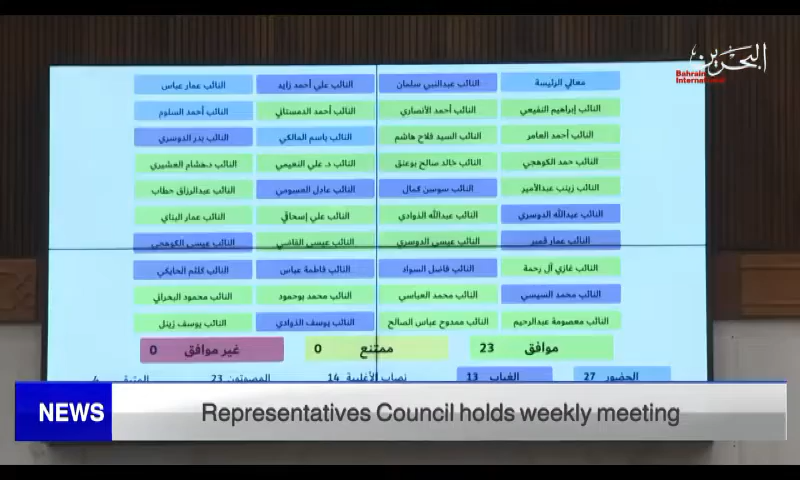 البحرين
Bahrain
International
معالي الرئيسة النائب عبدالنبي سلمان النائب علي أحمد زايد النائب عمار عباس
النائب إبراهيم النفيعي النائب أحمد الأنصاري النائب أحمد الدمستاني النائب أحمد السلوم
النائب أحمد العامر النائب السيد فلاح هاشم النائب باسم المالكي النائب بدر الدوسري
النائب حمد الكوهجي النائب خالد صالح بوعنق النائب د. علي النعيمي النائب د.هشام العشيري
النائب زينب عبدالأمير النائب سوسن كمال النائب عادل العسومي النائب عبدالرزاق حطاب
النائب عبدالله الدوسري النائب عبدالله الذوادي النائب علي إسحاقي النائب عمار البناي
النائب عمار قمبر النائب عيسى الدوسري النائب عيسى القاضي النائب عيسى الكوهجي
النائب غازي آل رحمة النائب فاضل السواد النائب فاطمة عباس النائب كلثم الحايكي
النائب محمد السيسي النائب محمد العباسي النائب محمد بوحمود النائب محمود البحراني
النائب معصومة عبدالرحيم النائب ممدوح عباس الصالح النائب يوسف الذوادي النائب يوسف زينل
موافق 23 ممتنع 0 غير موافق 0
الحضور 27 الغياب 13 نصاب الأغلبية 14 المصوتون 23
NEWS Representatives Council holds weekly meeting